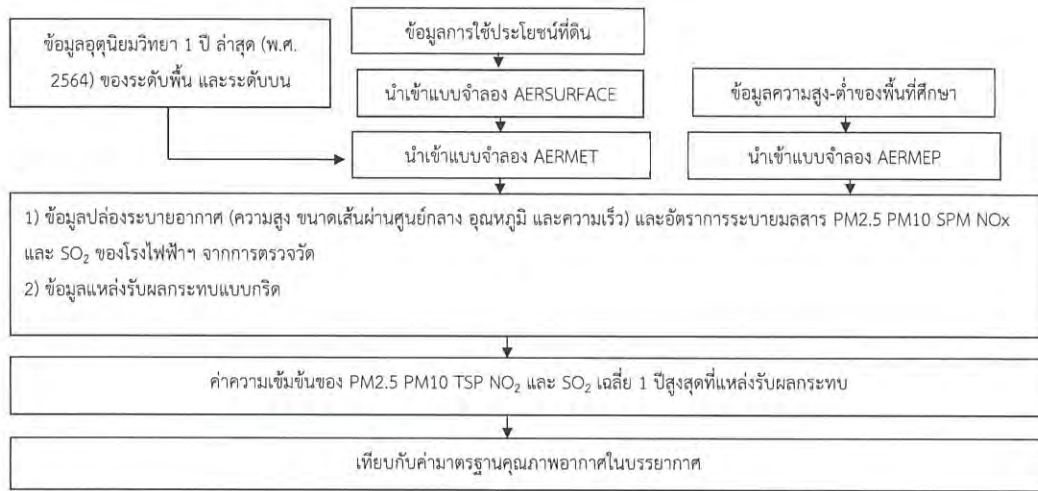 ข้อมูลอุตุนิยมวิทยา 1 ปี ล่าสุด (พ.ศ.
2564) ของระดับพื้น และระดับบน
ข้อมูลการใช้ประโยชน์ที่ดิน
นำเข้าแบบจำลอง AERSURFACE
ข้อมูลความสูง-ต่ำของพื้นที่ศึกษา
นำเข้าแบบจำลอง AERMET
นำเข้าแบบจำลอง AERMEP
1) ข้อมูลปล่องระบายอากาศ (ความสูง ขนาดเส้นผ่านศูนย์กลาง อุณหภูมิ และความเร็ว) และอัตราการระบายมลสาร PM2.5 PM10 SPM NOx
และ SO₂ ของโรงไฟฟ้าฯ จากการตรวจวัด
2) ข้อมูลแหล่งรับผลกระทบแบบกริด
ค่าความเข้มข้นของ PM2.5 PM10 TSP NO₂ และ SO₂ เฉลี่ย 1 ปีสูงสุดที่แหล่งรับผลกระทบ
เทียบกับค่ามาตรฐานคุณภาพอากาศในบรรยากาศ